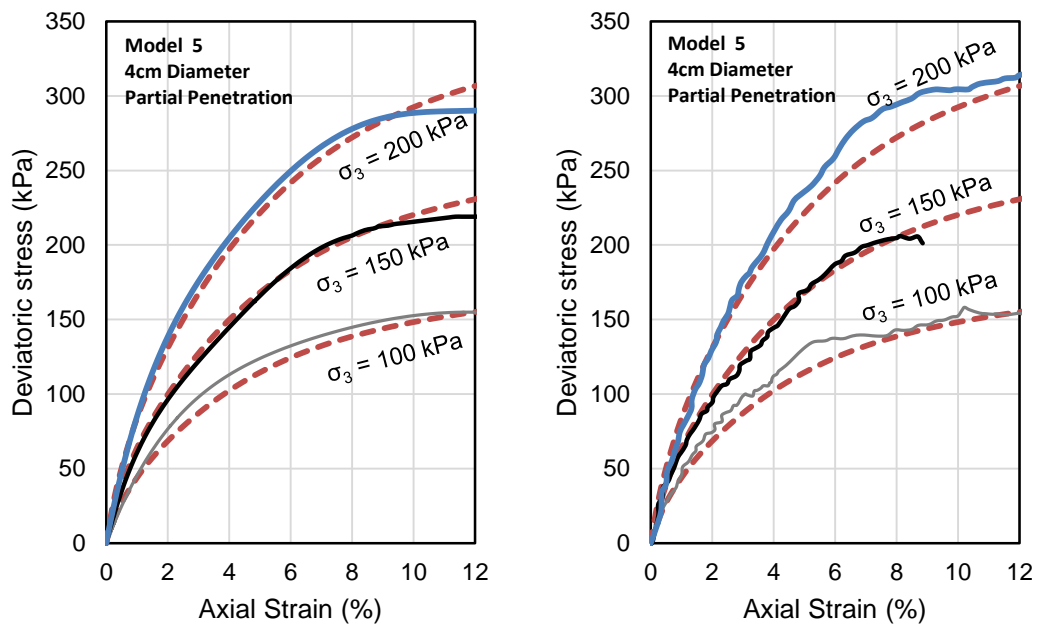 Model 5
4cm Diameter
Partial Penetration
σ3 = 200 kPa
σ3 = 150 kPa
σ3 = 100 kPa
350
300
250
200
150
100
50
0
0 2 4 6 8 10 12
Deviatoric stress (kPa)
Axial Strain (%)
Model 5
4cm Diameter
Partial Penetration
σ3 = 200 kPa
σ3 = 150 kPa
σ3 = 100 kPa
350
300
250
200
150
100
50
0
0 2 4 6 8 10 12
Deviatoric stress (kPa)
Axial Strain (%)